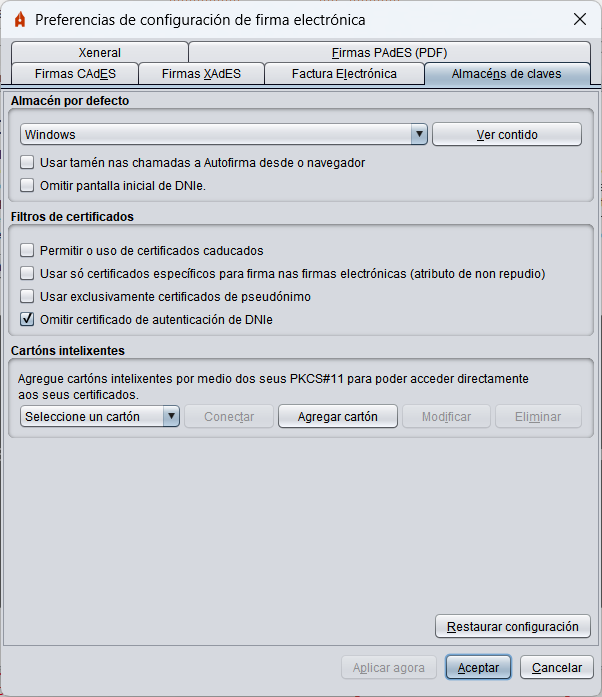 Preferencias de configuración de firma electrónica
Xeneral
Firmas PAdES (PDF)
Firmas CAdES
Firmas XAdES
Factura Electrónica
Almacéns de claves
Almacén por defecto
Windows
Ver contido
Usar tamén nas chamadas a Autofirma desde o navegador
Omitir pantalla inicial de DNIe.
Filtros de certificados
Permitir o uso de certificados caducados
Usar só certificados específicos para firma nas firmas electrónicas (atributo de non repudio)
Usar exclusivamente certificados de pseudónimo
Omitir certificado de autenticación de DNIe
Cartóns intelixentes
Agregue cartóns intelixentes por medio dos seus PKCS#11 para poder acceder directamente
aos seus certificados.
Seleccione un cartón
Conectar
Agregar cartón
Modificar
Eliminar
Restaurar configuración
Aplicar agora
Aceptar
Cancelar